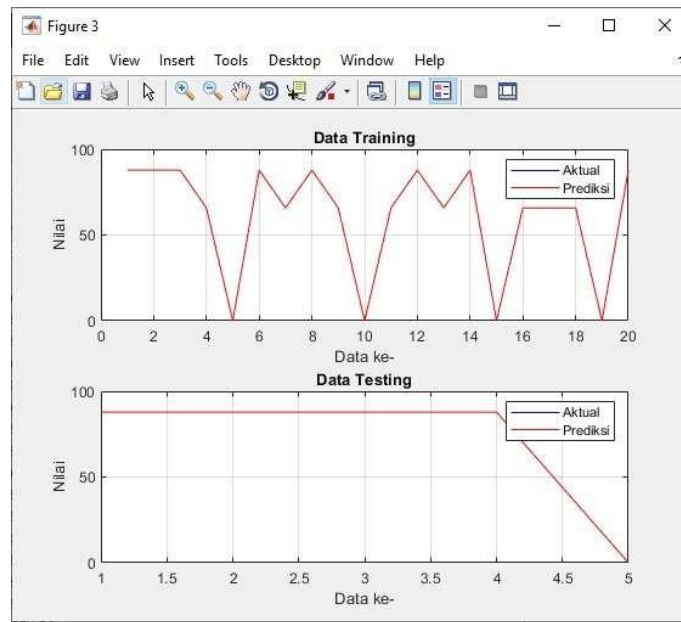 Figure 3
File Edit View Insert Tools Desktop Window Help
Data Training
100
50
0
Nilai
Aktual
Prediksi
0 2 4 6 8 10 12 14 16 18 20
Data ke-
Data Testing
100
50
0
Nilai
Aktual
Prediksi
1 1.5 2 2.5 3 3.5 4 4.5 5
Data ke-